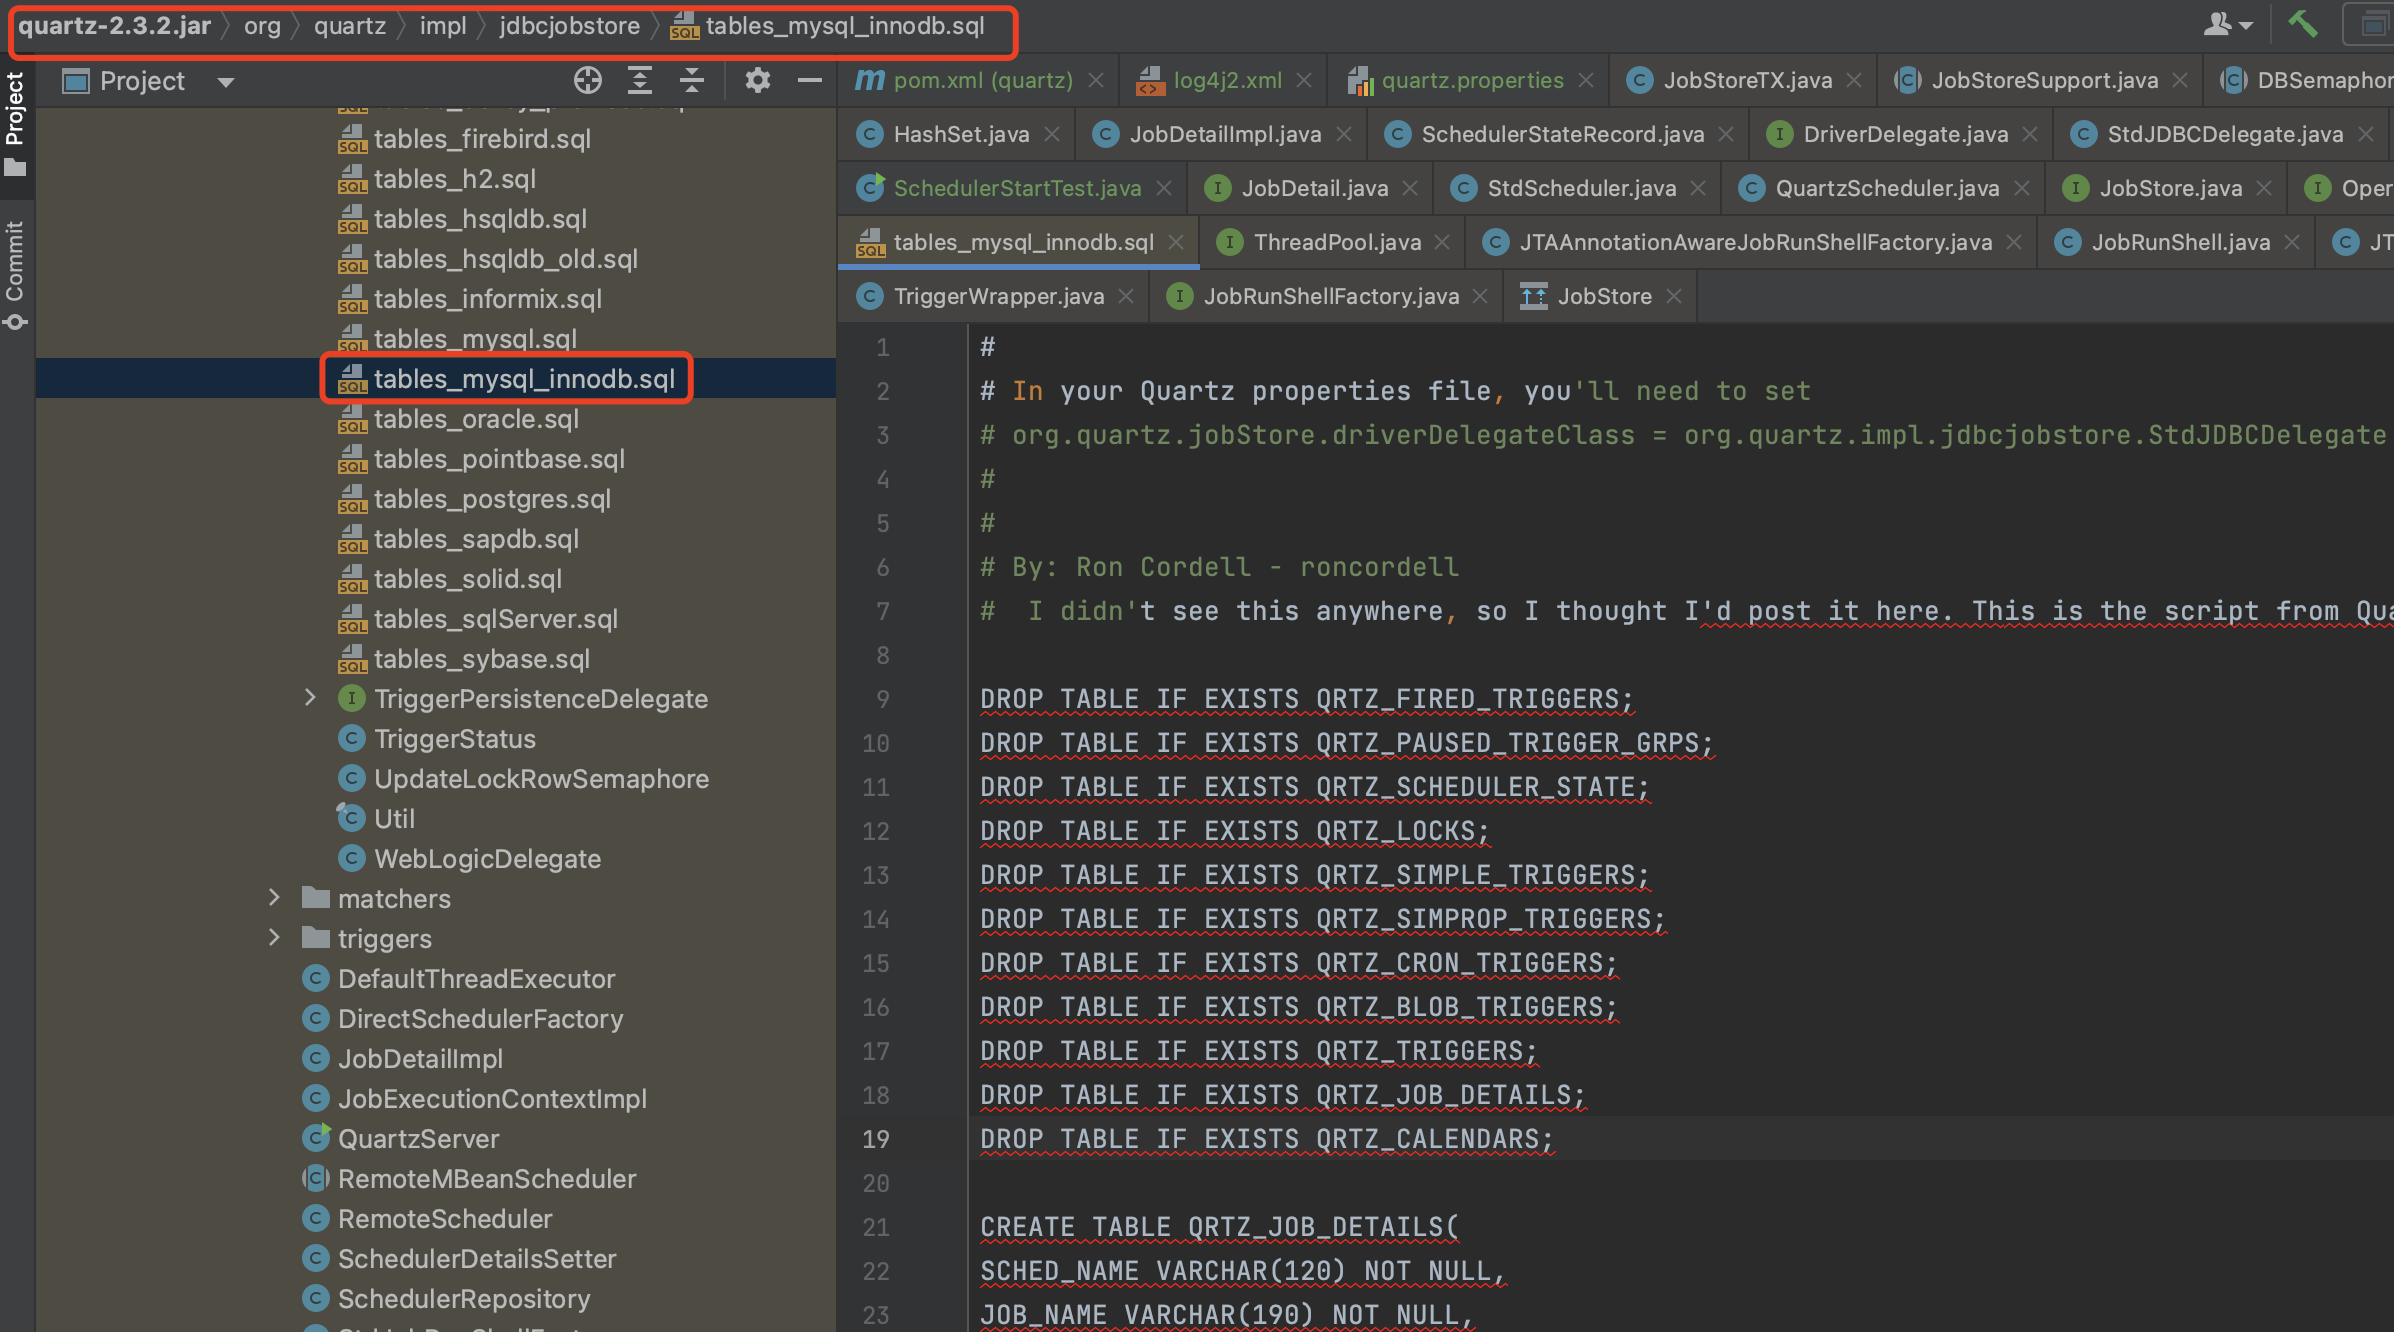 quartz-2.3.2.jar org quartz impl jdbcjobstore tables_mysql_innodb.sql
Project
Project
Commit
tables_firebird.sql
tables_h2.sql
tables_hsqldb.sql
tables_hsqldb_old.sql
tables_informix.sql
tables_mysql.sql
tables_mysql_innodb.sql
tables_oracle.sql
tables_pointbase.sql
tables_postgres.sql
tables_sapdb.sql
tables_solid.sql
tables_sqlServer.sql
tables_sybase.sql
TriggerPersistenceDelegate
TriggerStatus
UpdateLockRowSemaphore
Util
WebLogicDelegate
matchers
triggers
DefaultThreadExecutor
DirectSchedulerFactory
JobDetailImpl
JobExecutionContextImpl
QuartzServer
RemoteMBeanScheduler
RemoteScheduler
SchedulerDetailsSetter
SchedulerRepository
pom.xml (quartz) log4j2.xml quartz.properties JobStoreTX.java JobStoreSupport.java DBSemaphor
HashSet.java JobDetailImpl.java SchedulerStateRecord.java DriverDelegate.java StdJDBCDelegate.java
SchedulerStartTest.java JobDetail.java StdScheduler.java QuartzScheduler.java JobStore.java Oper
tables_mysql_innodb.sql ThreadPool.java JTAAnnotationAwareJobRunShellFactory.java JobRunShell.java JT
TriggerWrapper.java JobRunShellFactory.java JobStore
1 #
2 # In your Quartz properties file, you'll need to set
3 # org.quartz.jobStore.driverDelegateClass = org.quartz.impl.jdbcjobstore.StdJDBCDelegate
4 #
5 #
6 # By: Ron Cordell - roncordell
7 #  I didn't see this anywhere, so I thought I'd post it here. This is the script from Qua
8
9 DROP TABLE IF EXISTS QRTZ_FIRED_TRIGGERS;
10 DROP TABLE IF EXISTS QRTZ_PAUSED_TRIGGER_GRPS;
11 DROP TABLE IF EXISTS QRTZ_SCHEDULER_STATE;
12 DROP TABLE IF EXISTS QRTZ_LOCKS;
13 DROP TABLE IF EXISTS QRTZ_SIMPLE_TRIGGERS;
14 DROP TABLE IF EXISTS QRTZ_SIMPROP_TRIGGERS;
15 DROP TABLE IF EXISTS QRTZ_CRON_TRIGGERS;
16 DROP TABLE IF EXISTS QRTZ_BLOB_TRIGGERS;
17 DROP TABLE IF EXISTS QRTZ_TRIGGERS;
18 DROP TABLE IF EXISTS QRTZ_JOB_DETAILS;
19 DROP TABLE IF EXISTS QRTZ_CALENDARS;
20
21 CREATE TABLE QRTZ_JOB_DETAILS(
22 SCHED_NAME VARCHAR(120) NOT NULL,
23 JOB_NAME VARCHAR(190) NOT NULL,